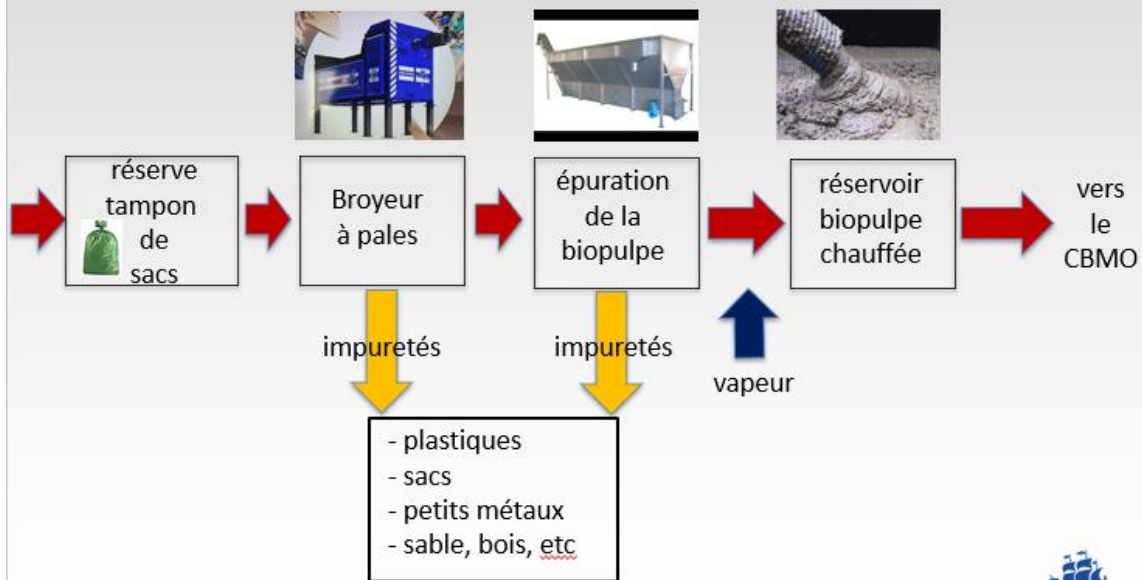 réserve
tampon
de
sacs
Broyeur
à pales
épuration
de la
biopulpe
réservoir
biopulpe
chauffée
vers
le
CBMO
impuretés
impuretés
vapeur
- plastiques
- sacs
- petits métaux
- sable, bois, etc